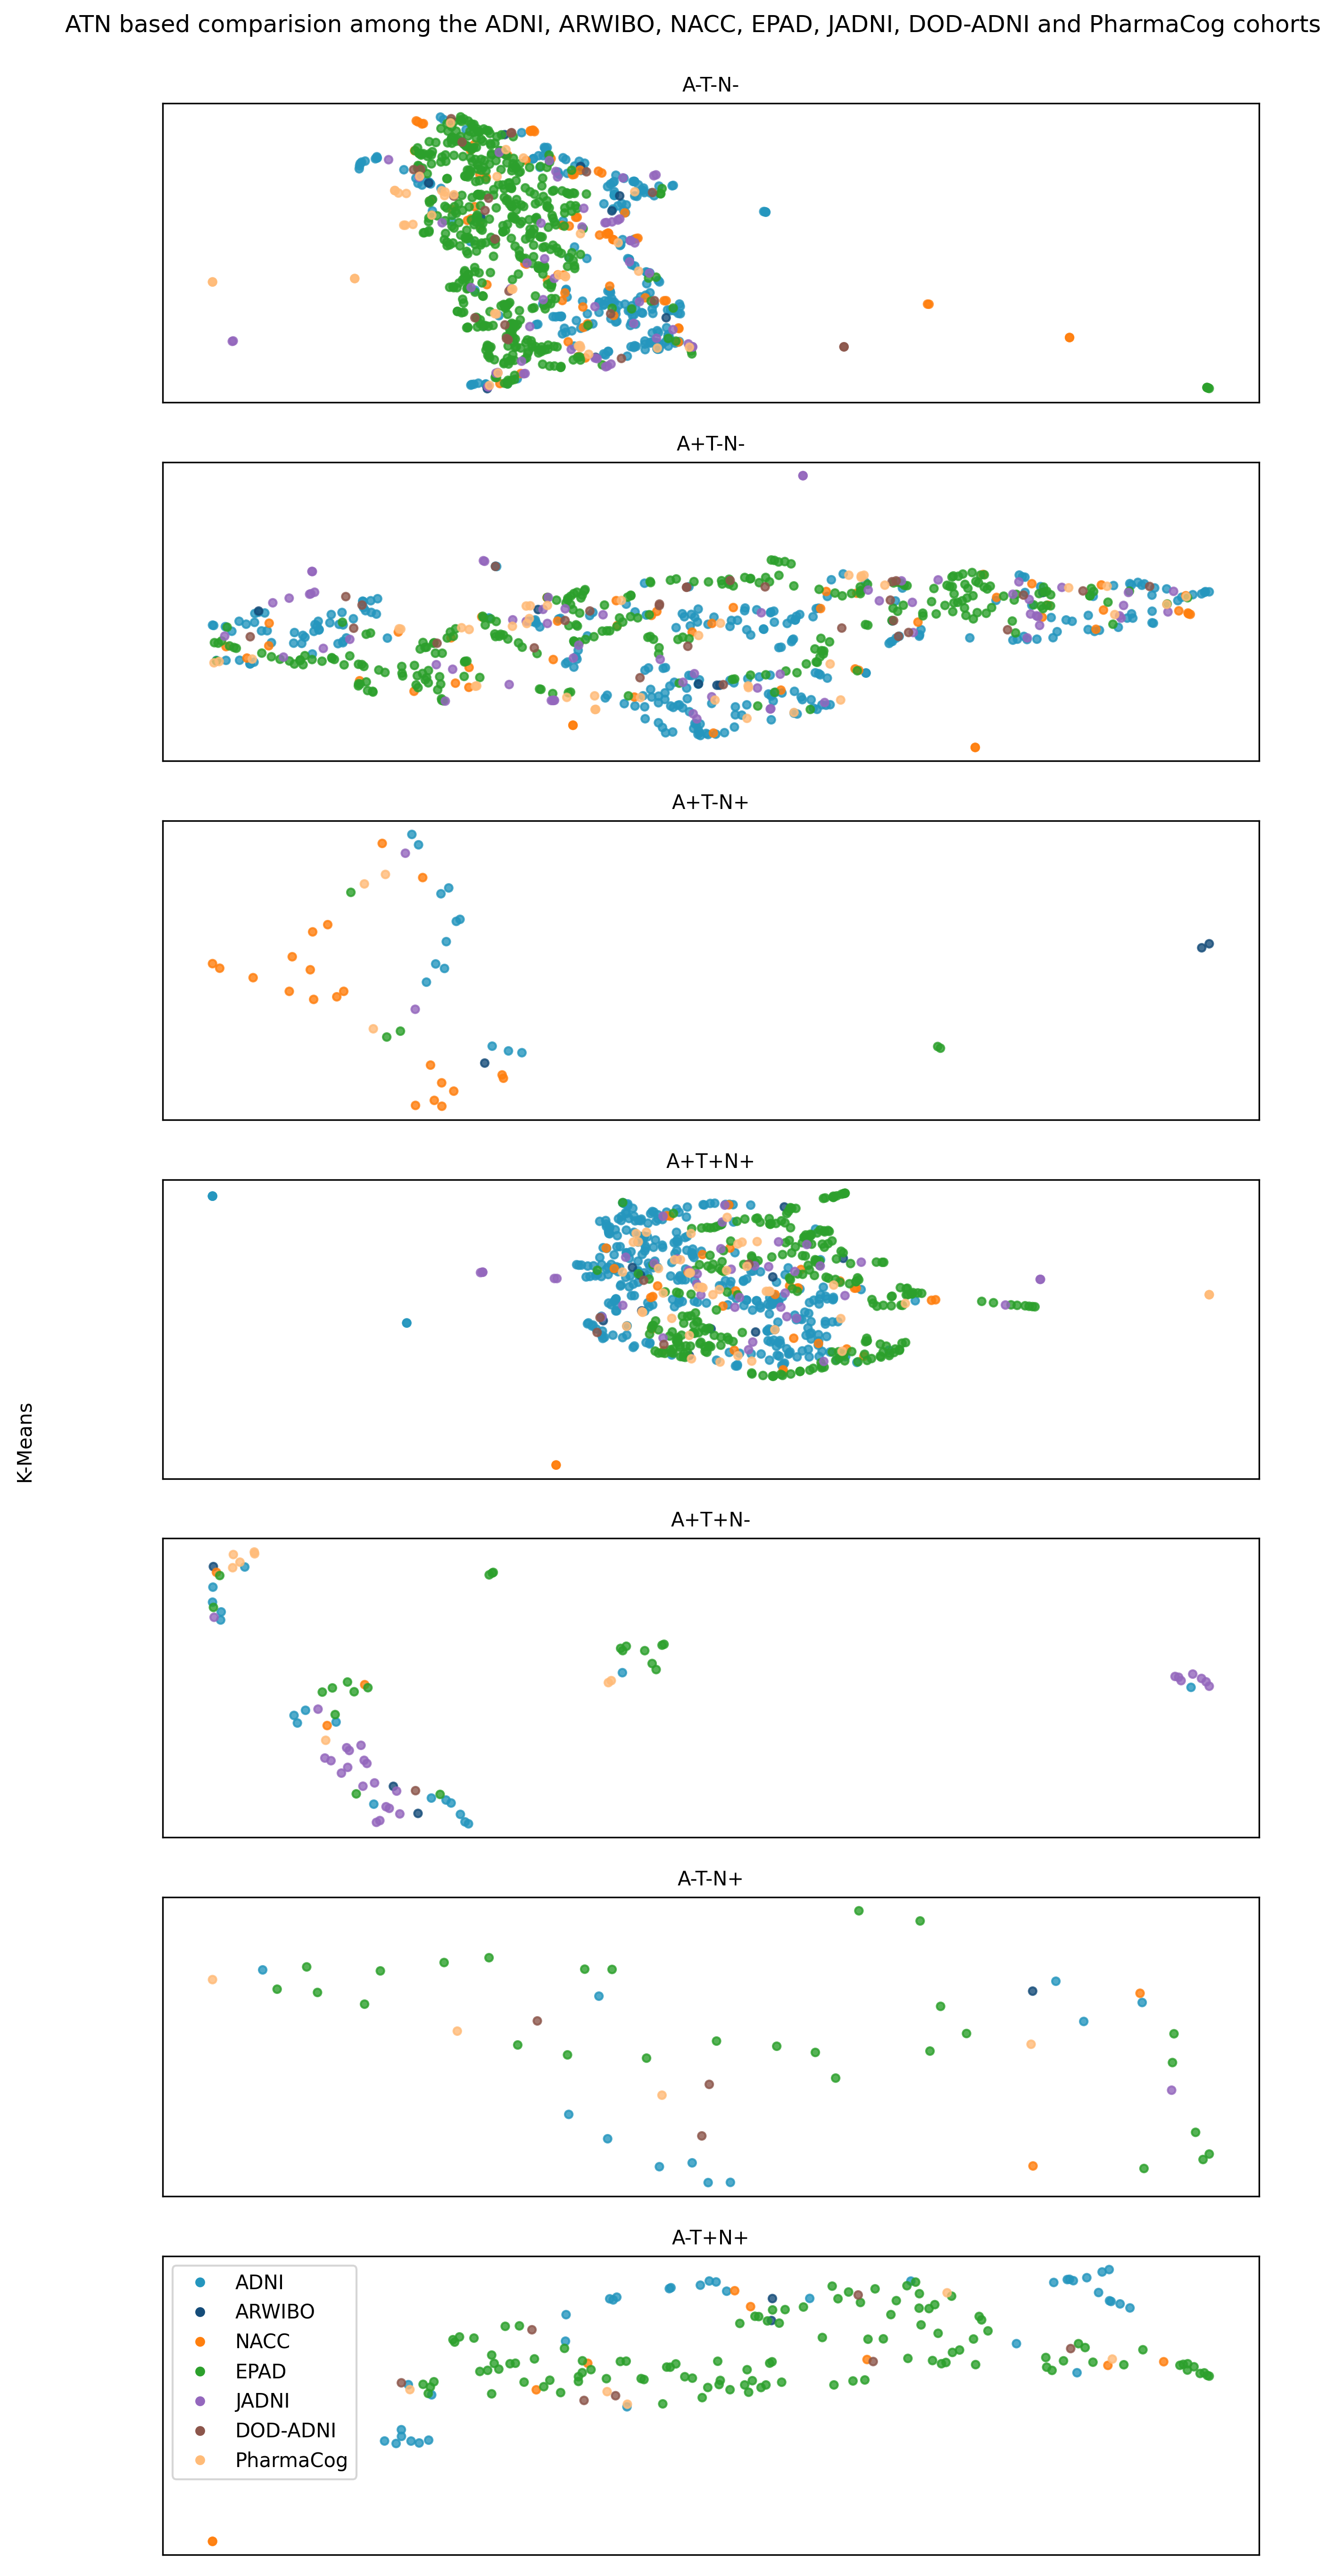 ATN based comparision among the ADNI, ARWIBO, NACC, EPAD, JADNI, DOD-ADNI and PharmaCog cohorts
A-T-N-
A+T-N-
A+T-N+
A+T+N+
K-Means
A+T+N-
A-T-N+
A-T+N+
ADNI
ARWIBO
NACC
EPAD
JADNI
DOD-ADNI
PharmaCog